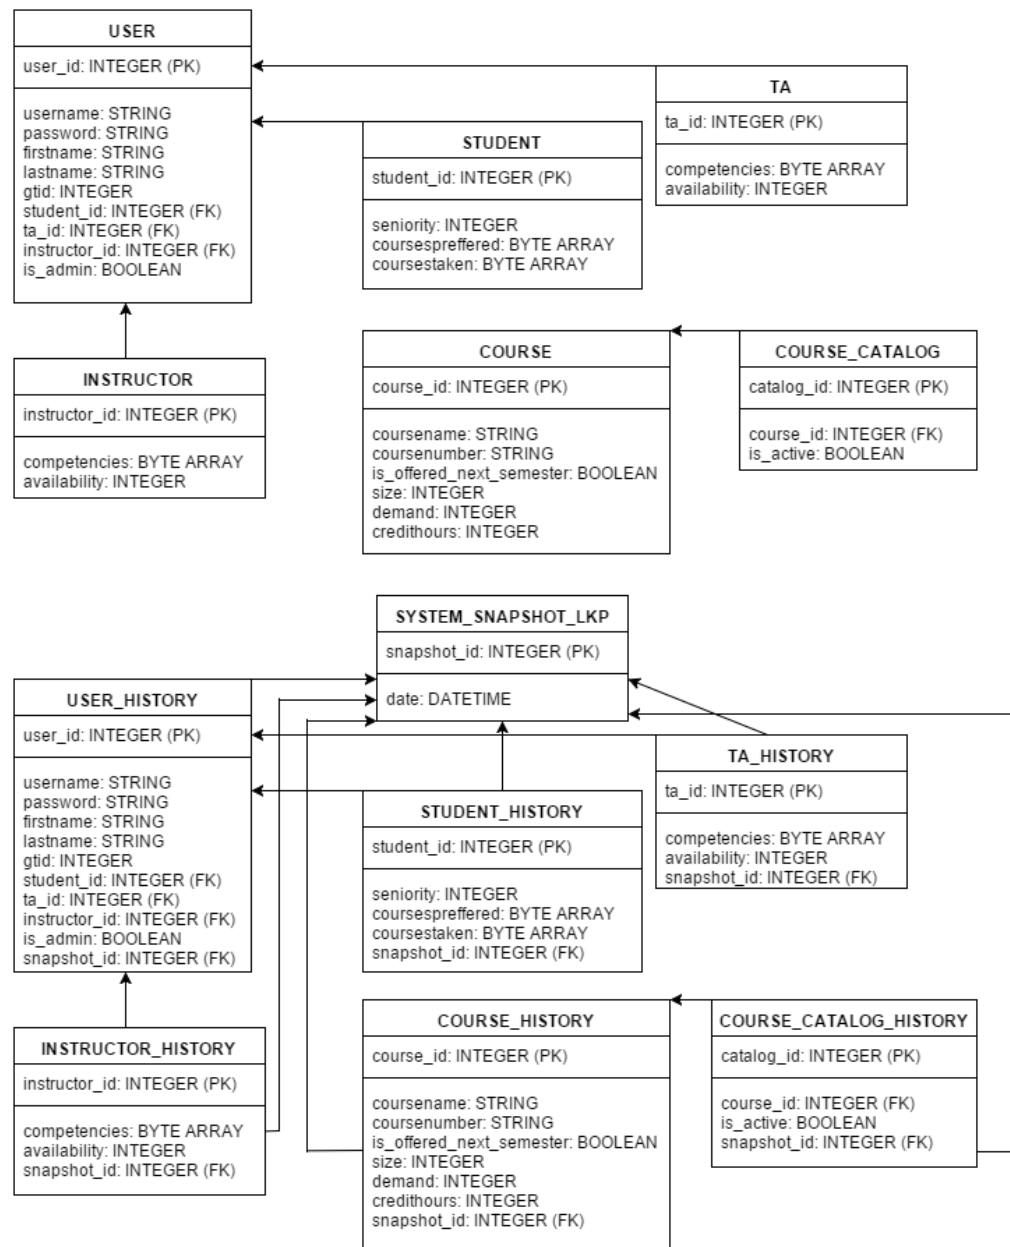 USER
user_id: INTEGER (PK)
username: STRING
password: STRING
firstname: STRING
lastname: STRING
gtid: INTEGER
student_id: INTEGER (FK)
ta_id: INTEGER (FK)
instructor_id: INTEGER (FK)
is_admin: BOOLEAN
STUDENT
student_id: INTEGER (PK)
seniority: INTEGER
coursespreffered: BYTE ARRAY
coursestaken: BYTE ARRAY
TA
ta_id: INTEGER (PK)
competencies: BYTE ARRAY
availability: INTEGER
INSTRUCTOR
instructor_id: INTEGER (PK)
competencies: BYTE ARRAY
availability: INTEGER
COURSE
course_id: INTEGER (PK)
coursename: STRING
coursenumber: STRING
is_offered_next_semester: BOOLEAN
size: INTEGER
demand: INTEGER
credithours: INTEGER
COURSE_CATALOG
catalog_id: INTEGER (PK)
course_id: INTEGER (FK)
is_active: BOOLEAN
SYSTEM_SNAPSHOT_LKP
snapshot_id: INTEGER (PK)
date: DATETIME
USER_HISTORY
user_id: INTEGER (PK)
username: STRING
password: STRING
firstname: STRING
lastname: STRING
gtid: INTEGER
student_id: INTEGER (FK)
ta_id: INTEGER (FK)
instructor_id: INTEGER (FK)
is_admin: BOOLEAN
snapshot_id: INTEGER (FK)
STUDENT_HISTORY
student_id: INTEGER (PK)
seniority: INTEGER
coursespreffered: BYTE ARRAY
coursestaken: BYTE ARRAY
snapshot_id: INTEGER (FK)
TA_HISTORY
ta_id: INTEGER (PK)
competencies: BYTE ARRAY
availability: INTEGER
snapshot_id: INTEGER (FK)
INSTRUCTOR_HISTORY
instructor_id: INTEGER (PK)
competencies: BYTE ARRAY
availability: INTEGER
snapshot_id: INTEGER (FK)
COURSE_HISTORY
course_id: INTEGER (PK)
coursename: STRING
coursenumber: STRING
is_offered_next_semester: BOOLEAN
size: INTEGER
demand: INTEGER
credithours: INTEGER
snapshot_id: INTEGER (FK)
COURSE_CATALOG_HISTORY
catalog_id: INTEGER (PK)
course_id: INTEGER (FK)
is_active: BOOLEAN
snapshot_id: INTEGER (FK)